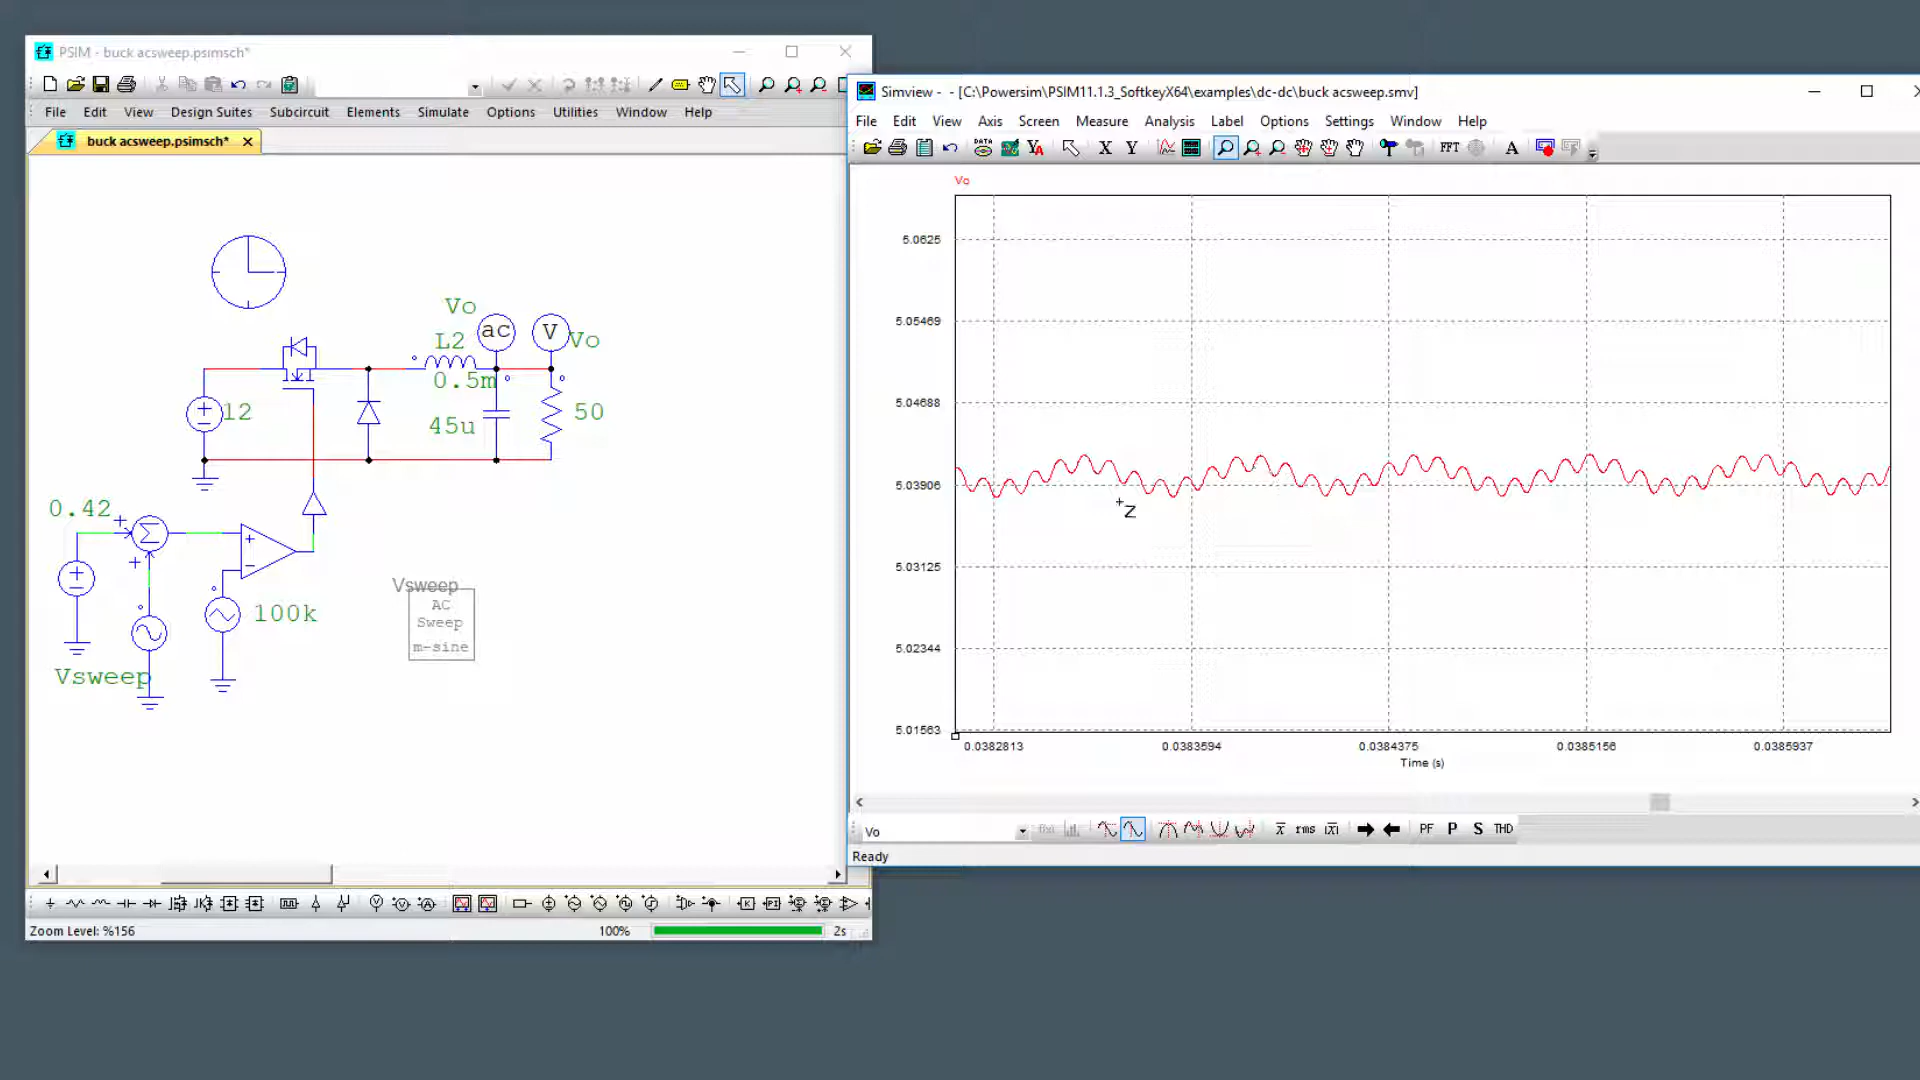 PSIM - buck acsweep.psimsch*
File Edit View Design Suites Subcircuit Elements Simulate Options Utilities Window Help
buck acsweep.psimsch*
Vo
ac
V
Vo
L2
0.5m
12
45u
50
0.42
Σ
100k
Vsweep
Vsweep
AC
Sweep
m-sine
Zoom Level: %156
100%
2s
Simview - - [C:\Powersim\PSIM11.1.3_SoftkeyX64\examples\dc-dc\buck acsweep.smv]
File Edit View Axis Screen Measure Analysis Label Options Settings Window Help
DATA X Y FFT A
Vo
5.0625
5.05469
5.04688
5.03906
5.03125
5.02344
5.01563
Z
0.0382813 0.0383594 0.0384375 0.0385156 0.0385937
Time (s)
Vo
x rms |x| PF P S THD
Ready